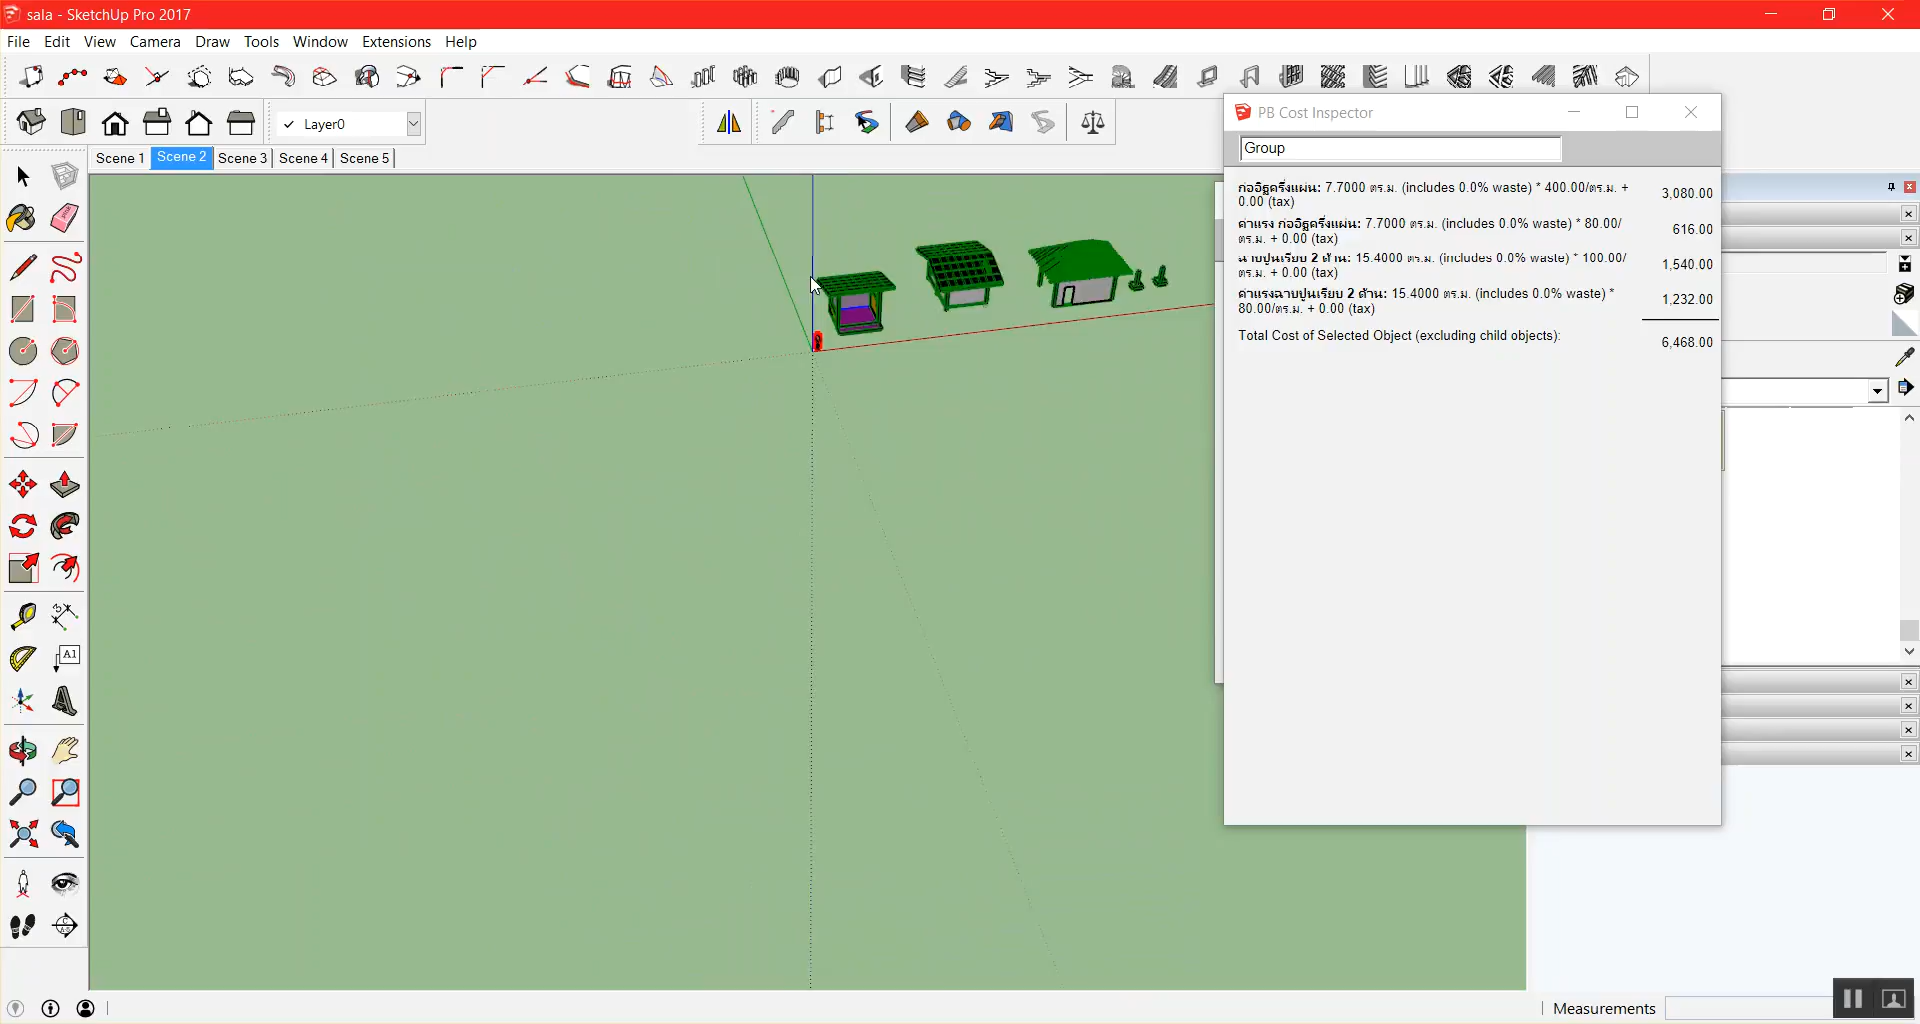 sala - SketchUp Pro 2017
File Edit View Camera Draw Tools Window Extensions Help
Layer0
Scene 1 Scene 2 Scene 3 Scene 4 Scene 5
PB Cost Inspector
Group
ก่ออิฐครึ่งแผ่น: 7.7000 ตร.ม. (includes 0.0% waste) * 400.00/ตร.ม. +
0.00 (tax)
3,080.00
ค่าแรง ก่ออิฐครึ่งแผ่น: 7.7000 ตร.ม. (includes 0.0% waste) * 80.00/
ตร.ม. + 0.00 (tax)
616.00
ฉาบปูนเรียบ 2 ด้าน: 15.4000 ตร.ม. (includes 0.0% waste) * 100.00/
ตร.ม. + 0.00 (tax)
1,540.00
ค่าแรงฉาบปูนเรียบ 2 ด้าน: 15.4000 ตร.ม. (includes 0.0% waste) *
80.00/ตร.ม. + 0.00 (tax)
1,232.00
Total Cost of Selected Object (excluding child objects):
6,468.00
A1
Measurements